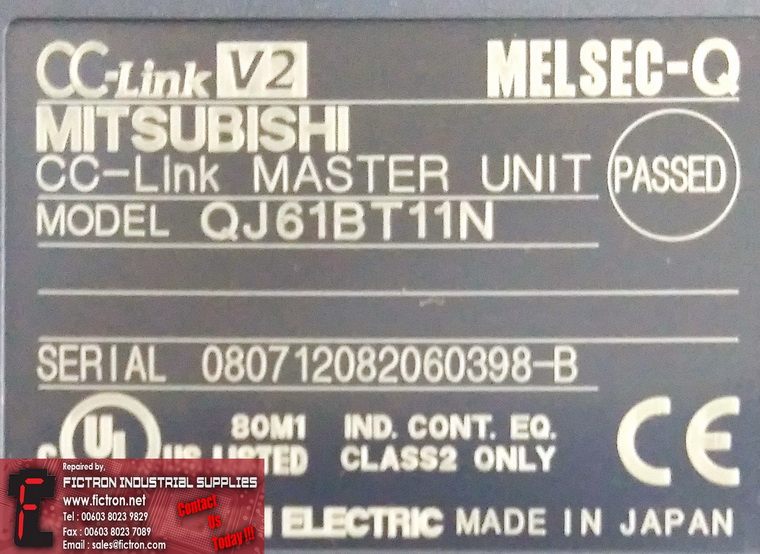 CC-Link V2 MELSEC-Q
MITSUBISHI
CC-Link MASTER UNIT PASSED
MODEL QJ61BT11N
SERIAL 080712082060398-B
C UL US LISTED 80M1 IND. CONT. EQ. CE
CLASS2 ONLY
ELECTRIC MADE IN JAPAN
Repaired by,
FICTRON INDUSTRIAL SUPPLIES
www.fictron.net
Tel : 00603 8023 9829
Fax : 00603 8023 7089
Email : sales@fictron.com
Contact
Us
Today!!!